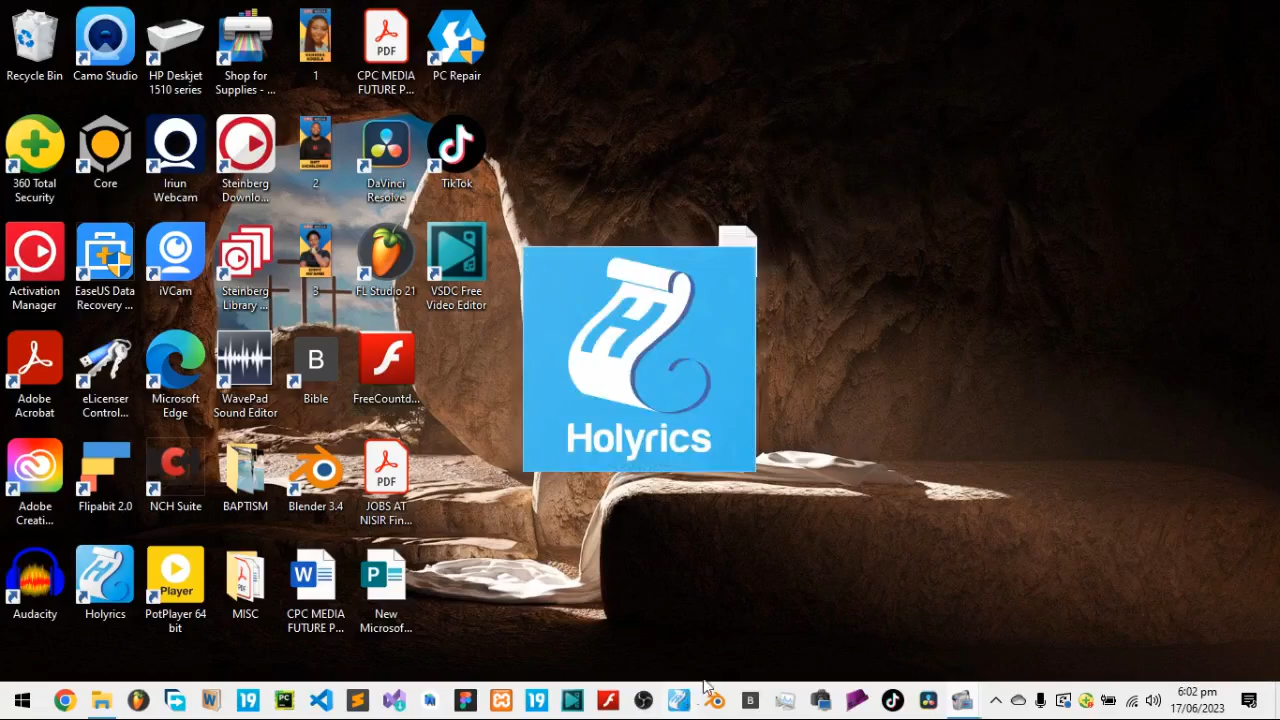 Recycle Bin
Camo Studio
HP Deskjet
1510 series
Shop for
Supplies - ...
1
PDF
CPC MEDIA
FUTURE P...
PC Repair
360 Total
Security
Core
Iriun
Webcam
Steinberg
Downlo...
2
DaVinci
Resolve
TikTok
Activation
Manager
EaseUS Data
Recovery ...
iVCam
Steinberg
Library ...
3
FL Studio 21
VSDC Free
Video Editor
Holyrics
Adobe
Acrobat
eLicenser
Control...
Microsoft
Edge
WavePad
Sound Editor
B
Bible
FreeCountd...
Adobe
Creati...
Flipabit 2.0
NCH Suite
BAPTISM
Blender 3.4
PDF
JOBS AT
NISIR Fin...
Audacity
Holyrics
Player
PotPlayer 64
bit
MISC
W
CPC MEDIA
FUTURE P...
P
New
Microsof...
19
PC
19
B
6:02 pm
17/06/2023